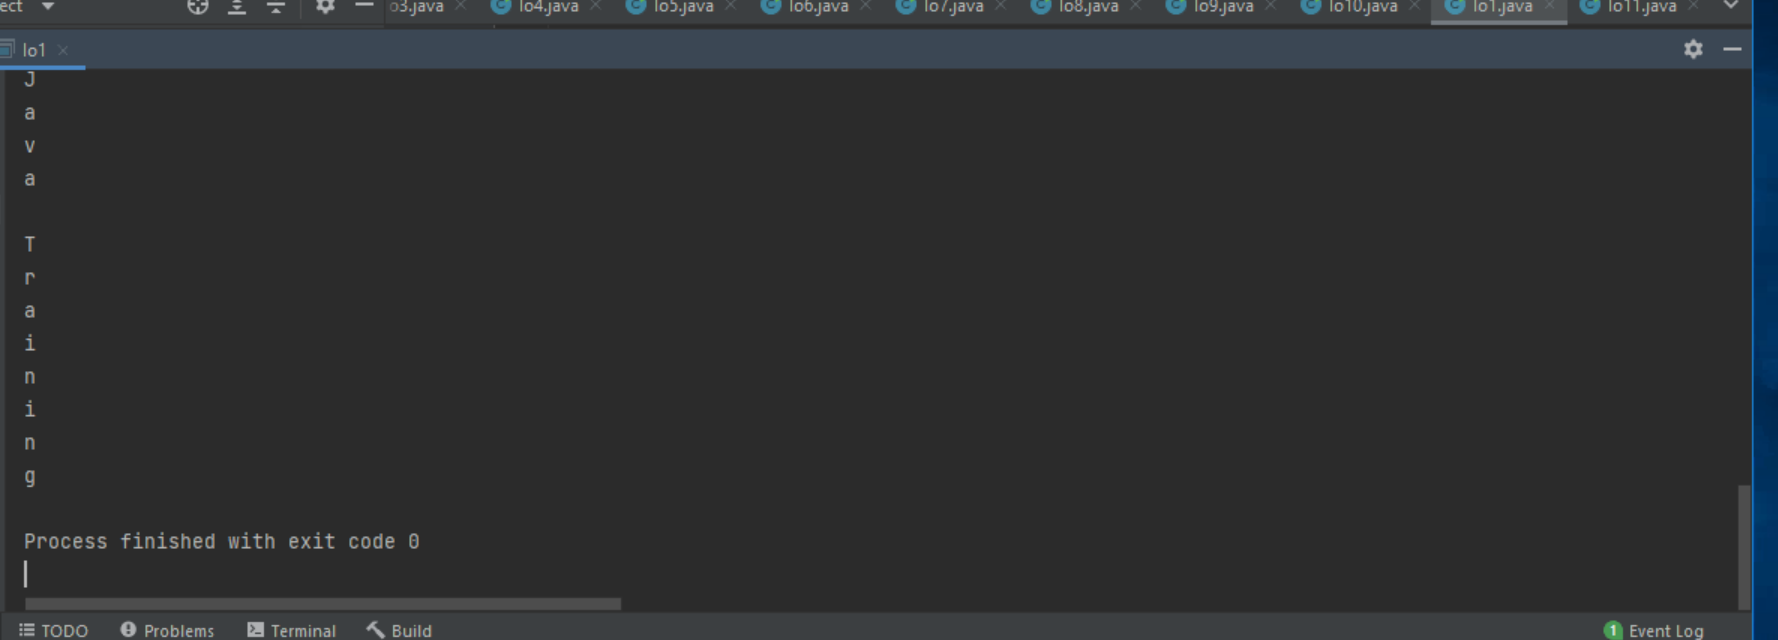 ect
o3.java Io4.java Io5.java Io6.java Io7.java Io8.java Io9.java Io10.java Io1.java Io11.java
Io1
J
a
v
a
T
r
a
i
n
i
n
g
Process finished with exit code 0
TODO Problems Terminal Build 1 Event Log